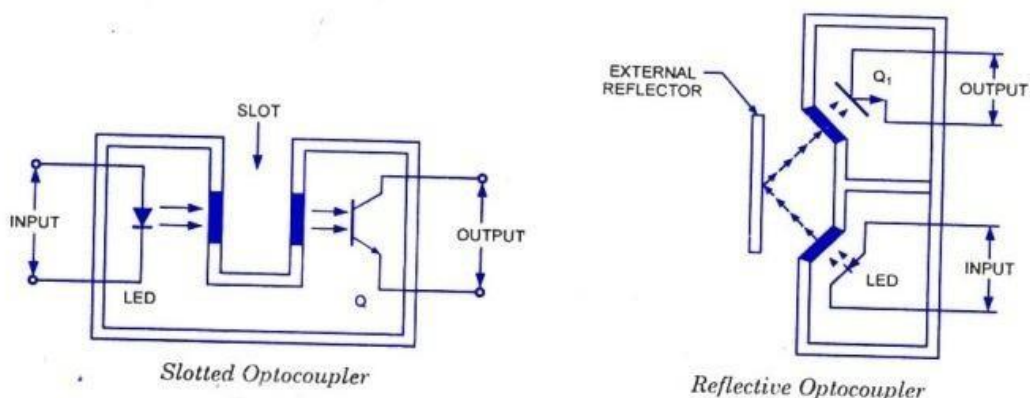 SLOT
INPUT
LED
Q
OUTPUT
Slotted Optocoupler
EXTERNAL
REFLECTOR
Q1
OUTPUT
LED
INPUT
Reflective Optocoupler